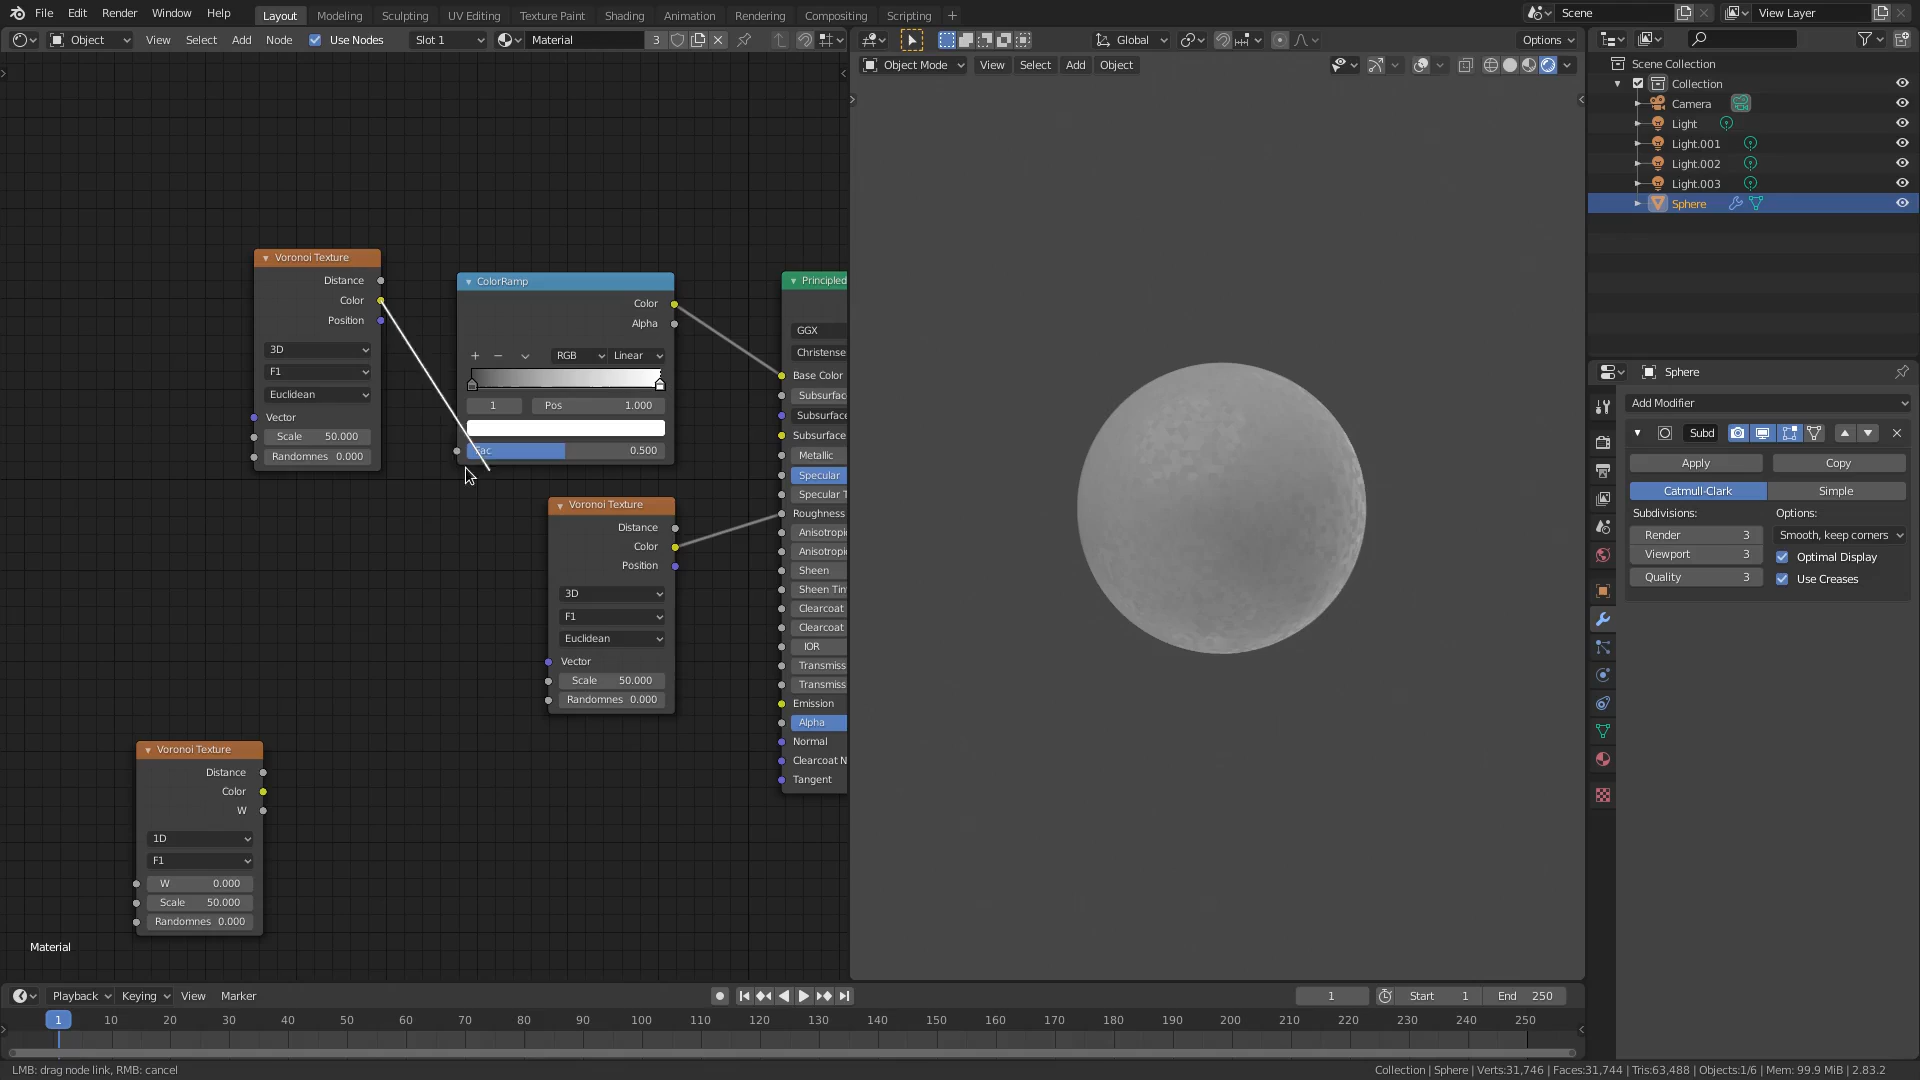 File Edit Render Window Help Layout Modeling Sculpting UV Editing Texture Paint Shading Animation Rendering Compositing Scripting + Scene View Layer
Object View Select Add Node Use Nodes Slot 1 Material 3 Global Options
Object Mode View Select Add Object
Scene Collection
Collection
Camera
Light
Light.001
Light.002
Light.003
Sphere
Voronoi Texture
Distance
Color
Position
3D
F1
Euclidean
Vector
Scale 50.000
Randomnes 0.000
ColorRamp
Color
Alpha
RGB Linear
1 Pos 1.000
0.500
Principled
GGX
Christense
Base Color
Subsurface
Subsurface
Subsurface
Metallic
Specular
Specular T
Roughness
Anisotropic
Anisotropic
Sheen
Sheen Tin
Clearcoat
Clearcoat
IOR
Transmiss
Transmiss
Emission
Alpha
Normal
Clearcoat N
Tangent
Voronoi Texture
Distance
Color
Position
3D
F1
Euclidean
Vector
Scale 50.000
Randomnes 0.000
Voronoi Texture
Distance
Color
W
1D
F1
W 0.000
Scale 50.000
Randomnes 0.000
Material
Sphere
Add Modifier
Subd
Apply Copy
Catmull-Clark Simple
Subdivisions: Options:
Render 3 Smooth, keep corners
Viewport 3 Optimal Display
Quality 3 Use Creases
Playback Keying View Marker 1 Start 1 End 250
1 10 20 30 40 50 60 70 80 90 100 110 120 130 140 150 160 170 180 190 200 210 220 230 240 250
LMB: drag node link, RMB: cancel
Collection | Sphere | Verts:31,746 | Faces:31,744 | Tris:63,488 | Objects:1/6 | Mem: 99.9 MiB | 2.83.2